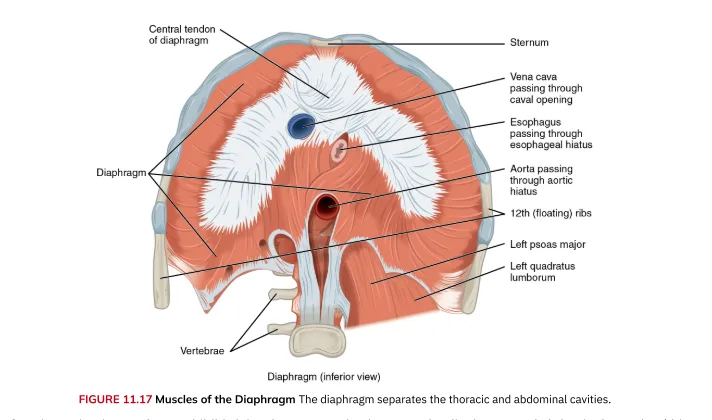 Central tendon
of diaphragm
Sternum
Vena cava
passing through
caval opening
Esophagus
passing through
esophageal hiatus
Diaphragm
Aorta passing
through aortic
hiatus
12th (floating) ribs
Left psoas major
Left quadratus
lumborum
Vertebrae
Diaphragm (inferior view)
FIGURE 11.17 Muscles of the Diaphragm The diaphragm separates the thoracic and abdominal cavities.